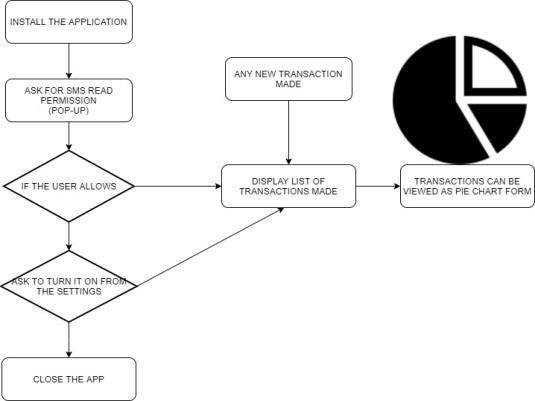 INSTALL THE APPLICATION
ASK FOR SMS READ
PERMISSION
(POP-UP)
ANY NEW TRANSACTION
MADE
IF THE USER ALLOWS
DISPLAY LIST OF
TRANSACTIONS MADE
TRANSACTIONS CAN BE
VIEWED AS PIE CHART FORM
ASK TO TURN IT ON FROM
THE SETTINGS
CLOSE THE APP